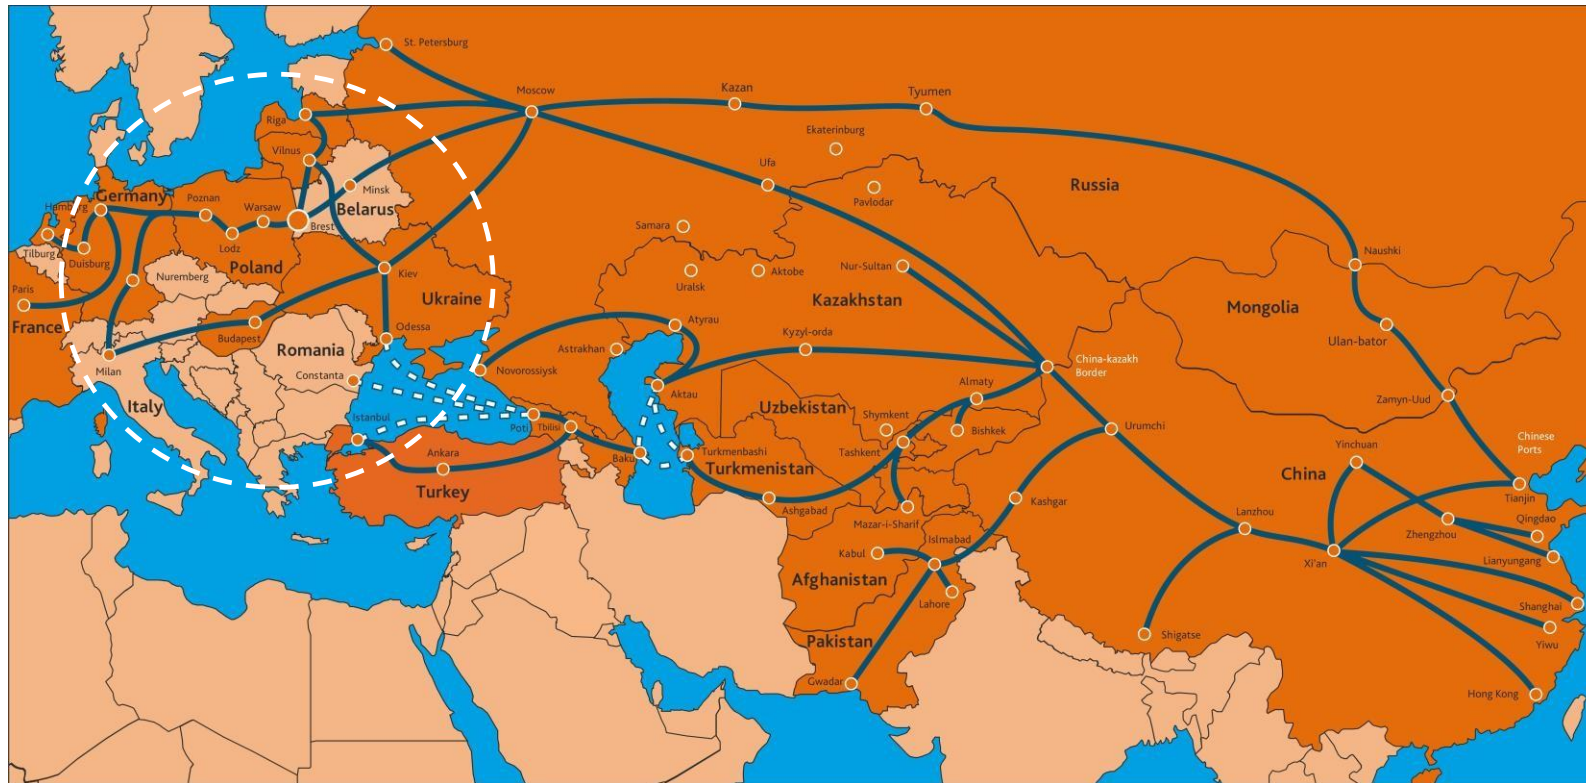 St. Petersburg
Moscow
Kazan
Tyumen
Riga
Ekaterinburg
Vilnus
Ufa
Minsk
Russia
Germany
Pavlodar
Hamburg
Poznan
Warsaw
Belarus
Brest
Samara
Tilburg
Lodz
Duisburg
Poland
Kiev
Nur-Sultan
Naushki
Nuremberg
Uralsk
Aktobe
Paris
Ukraine
Kazakhstan
Mongolia
France
Odessa
Atyrau
Budapest
Kyzyl-orda
Ulan-bator
Romania
Astrakhan
China-kazakh
Border
Milan
Novorossiysk
Constanta
Aktau
Almaty
Zamyn-Uud
Italy
Uzbekistan
Istanbul
Shymkent
Poti
Tbilisi
Bishkek
Urumchi
Chinese
Ports
Yinchuan
Ankara
Baku
Turkmenbashi
Tashkent
Turkmenistan
China
Turkey
Tianjin
Ashgabad
Kashgar
Mazar-i-Sharif
Lanzhou
Qingdao
Zhengzhou
Islmabad
Kabul
Xi'an
Lianyungang
Afghanistan
Lahore
Shanghai
Pakistan
Shigatse
Yiwu
Gwadar
Hong Kong